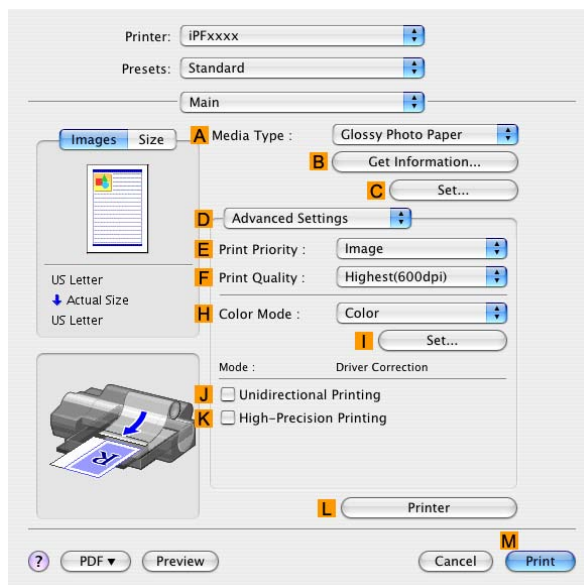 Printer: iPFxxxx
Presets: Standard
Main
Images Size
A Media Type : Glossy Photo Paper
B Get Information...
C Set...
D Advanced Settings
E Print Priority : Image
F Print Quality : Highest(600dpi)
US Letter
Actual Size
US Letter
H Color Mode : Color
I Set...
Mode : Driver Correction
J Unidirectional Printing
K High-Precision Printing
R
L Printer
M
? PDF▼ Preview Cancel Print